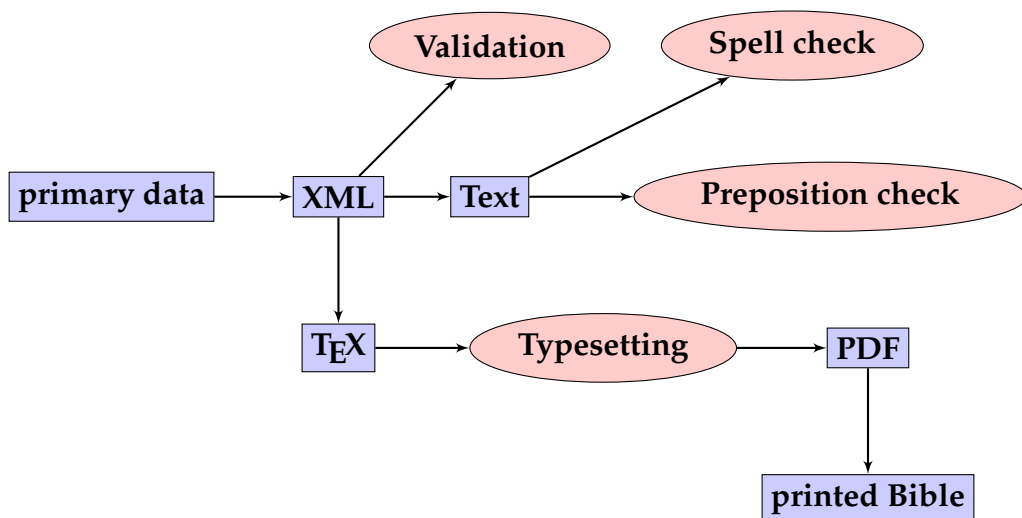 Validation
Spell check
primary data
XML
Text
Preposition check
TEX
Typesetting
PDF
printed Bible